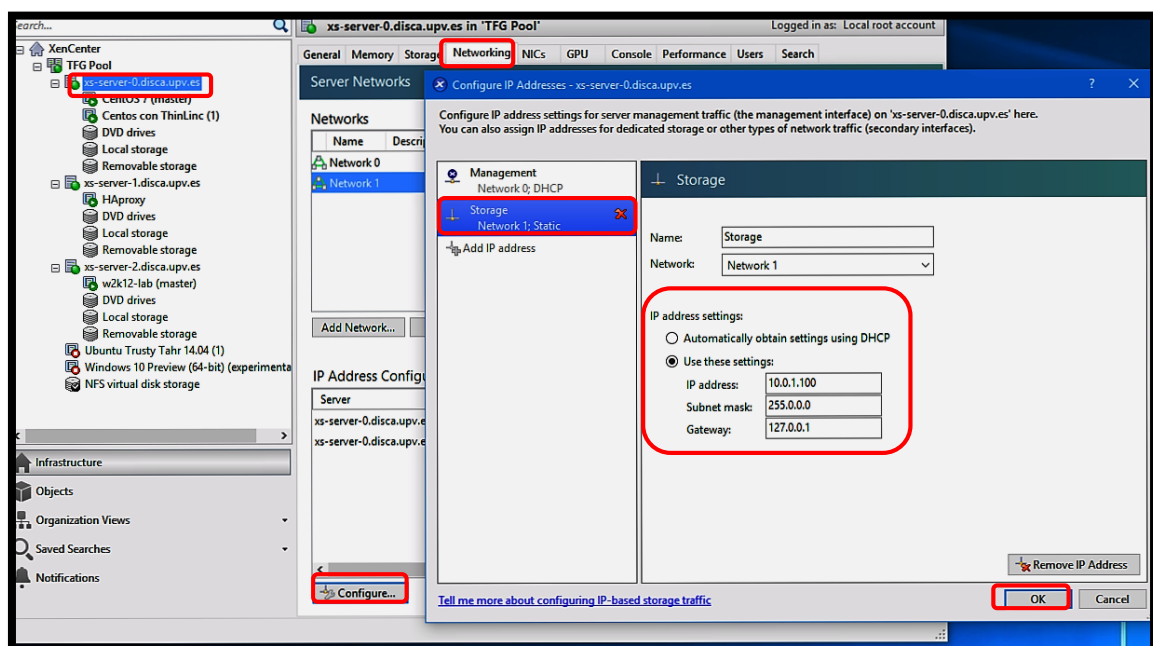 earch...
XenCenter
TFG Pool
xs-server-0.disca.upv.es
CentOS 7 (master)
Centos con ThinLinc (1)
DVD drives
Local storage
Removable storage
xs-server-1.disca.upv.es
HAproxy
DVD drives
Local storage
Removable storage
xs-server-2.disca.upv.es
w2k12-lab (master)
DVD drives
Local storage
Removable storage
Ubuntu Trusty Tahr 14.04 (1)
Windows 10 Preview (64-bit) (experimenta
NFS virtual disk storage
Infrastructure
Objects
Organization Views
Saved Searches
Notifications
xs-server-0.disca.upv.es in 'TFG Pool'
Logged in as: Local root account
General Memory Storag Networking NICs GPU Console Performance Users Search
Server Networks
Networks
Name Descri
Network 0
Network 1
Add Network...
IP Address Configu
Server
xs-server-0.disca.upv.e
xs-server-0.disca.upv.e
Configure...
Configure IP Addresses - xs-server-0.disca.upv.es
? X
Configure IP address settings for server management traffic (the management interface) on 'xs-server-0.disca.upv.es' here.
You can also assign IP addresses for dedicated storage or other types of network traffic (secondary interfaces).
Management
Network 0; DHCP
Storage
Network 1; Static
Add IP address
Storage
Name: Storage
Network: Network 1
IP address settings:
Automatically obtain settings using DHCP
Use these settings:
IP address: 10.0.1.100
Subnet mask: 255.0.0.0
Gateway: 127.0.0.1
Remove IP Address
Tell me more about configuring IP-based storage traffic
OK Cancel